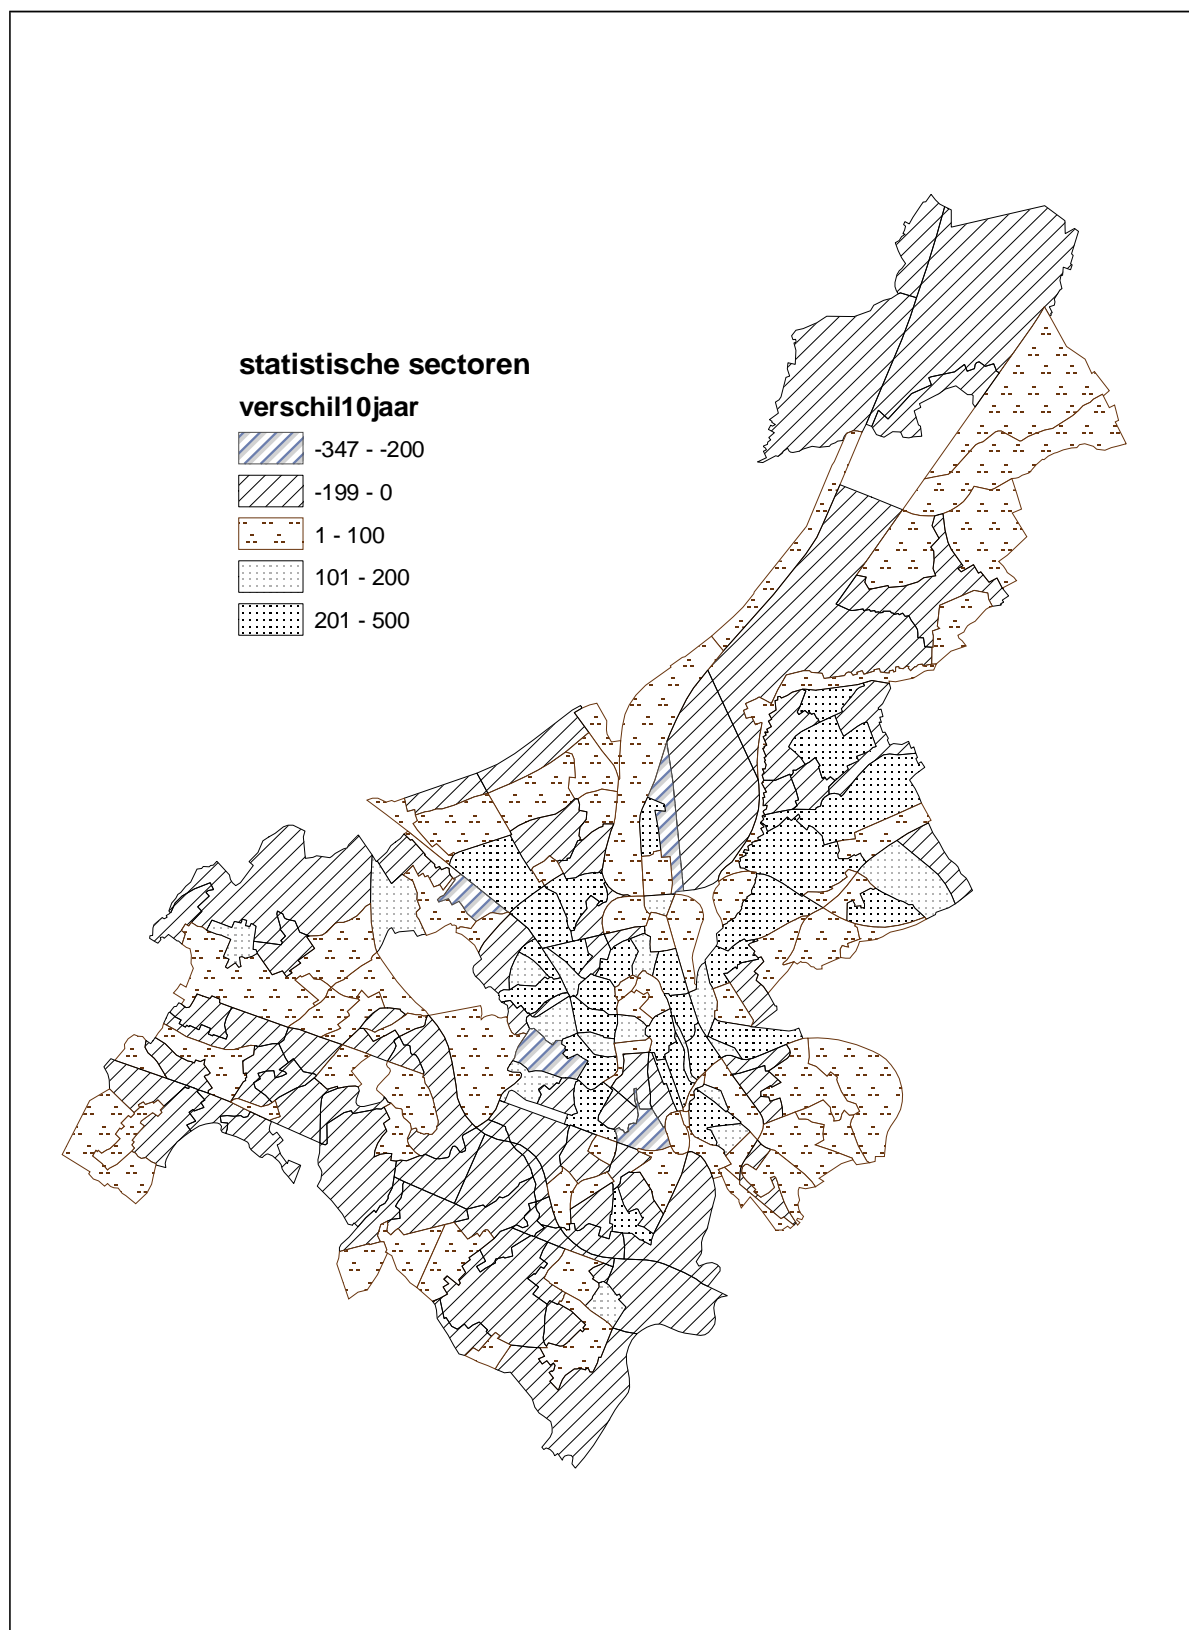 statistische sectoren
verschil10jaar
-347 - -200
-199 - 0
1 - 100
101 - 200
201 - 500